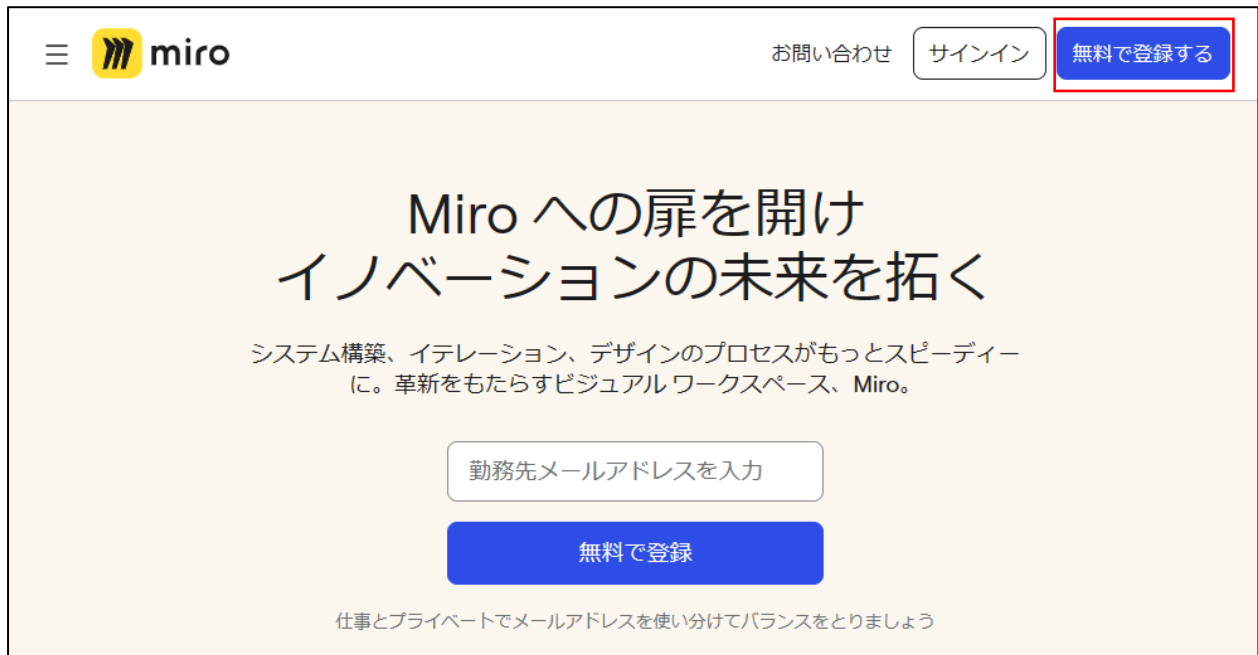 miro
お問い合わせ
サインイン
無料で登録する
Miro への扉を開け
イノベーションの未来を拓く
システム構築、イテレーション、デザインのプロセスがもっとスピーディー
に。革新をもたらすビジュアル ワークスペース、Miro。
勤務先メールアドレスを入力
無料で登録
仕事とプライベートでメールアドレスを使い分けてバランスをとりましょう